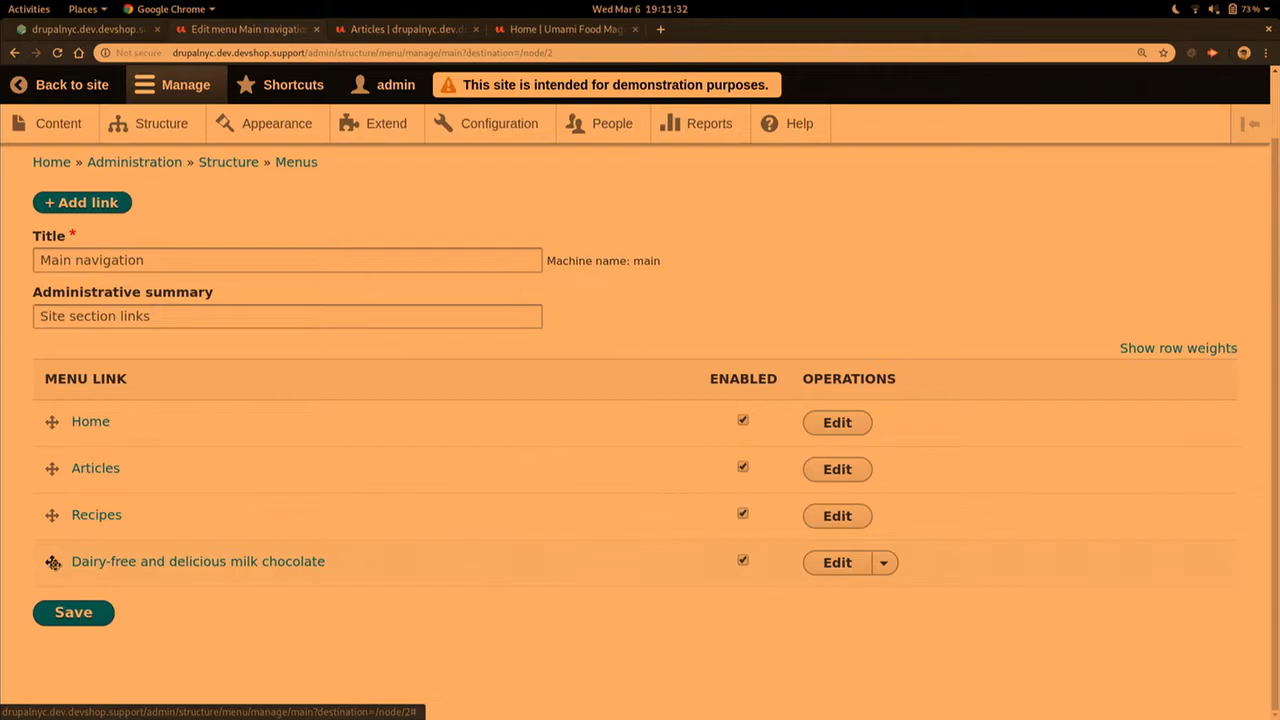 Activities Places Google Chrome Wed Mar 6 19:11:32 73%
drupalnyc.dev.devshop.s Edit menu Main navigatio Articles | drupalnyc.dev.d Home | Umami Food Mag
Not secure drupalnyc.dev.devshop.support/admin/structure/menu/manage/main?destination=/node/2
Back to site Manage Shortcuts admin This site is intended for demonstration purposes.
Content Structure Appearance Extend Configuration People Reports Help
Home » Administration » Structure » Menus
+ Add link
Title *
Main navigation Machine name: main
Administrative summary
Site section links
Show row weights
MENU LINK ENABLED OPERATIONS
Home Edit
Articles Edit
Recipes Edit
Dairy-free and delicious milk chocolate Edit
Save
drupalnyc.dev.devshop.support/admin/structure/menu/manage/main?destination=/node/2#